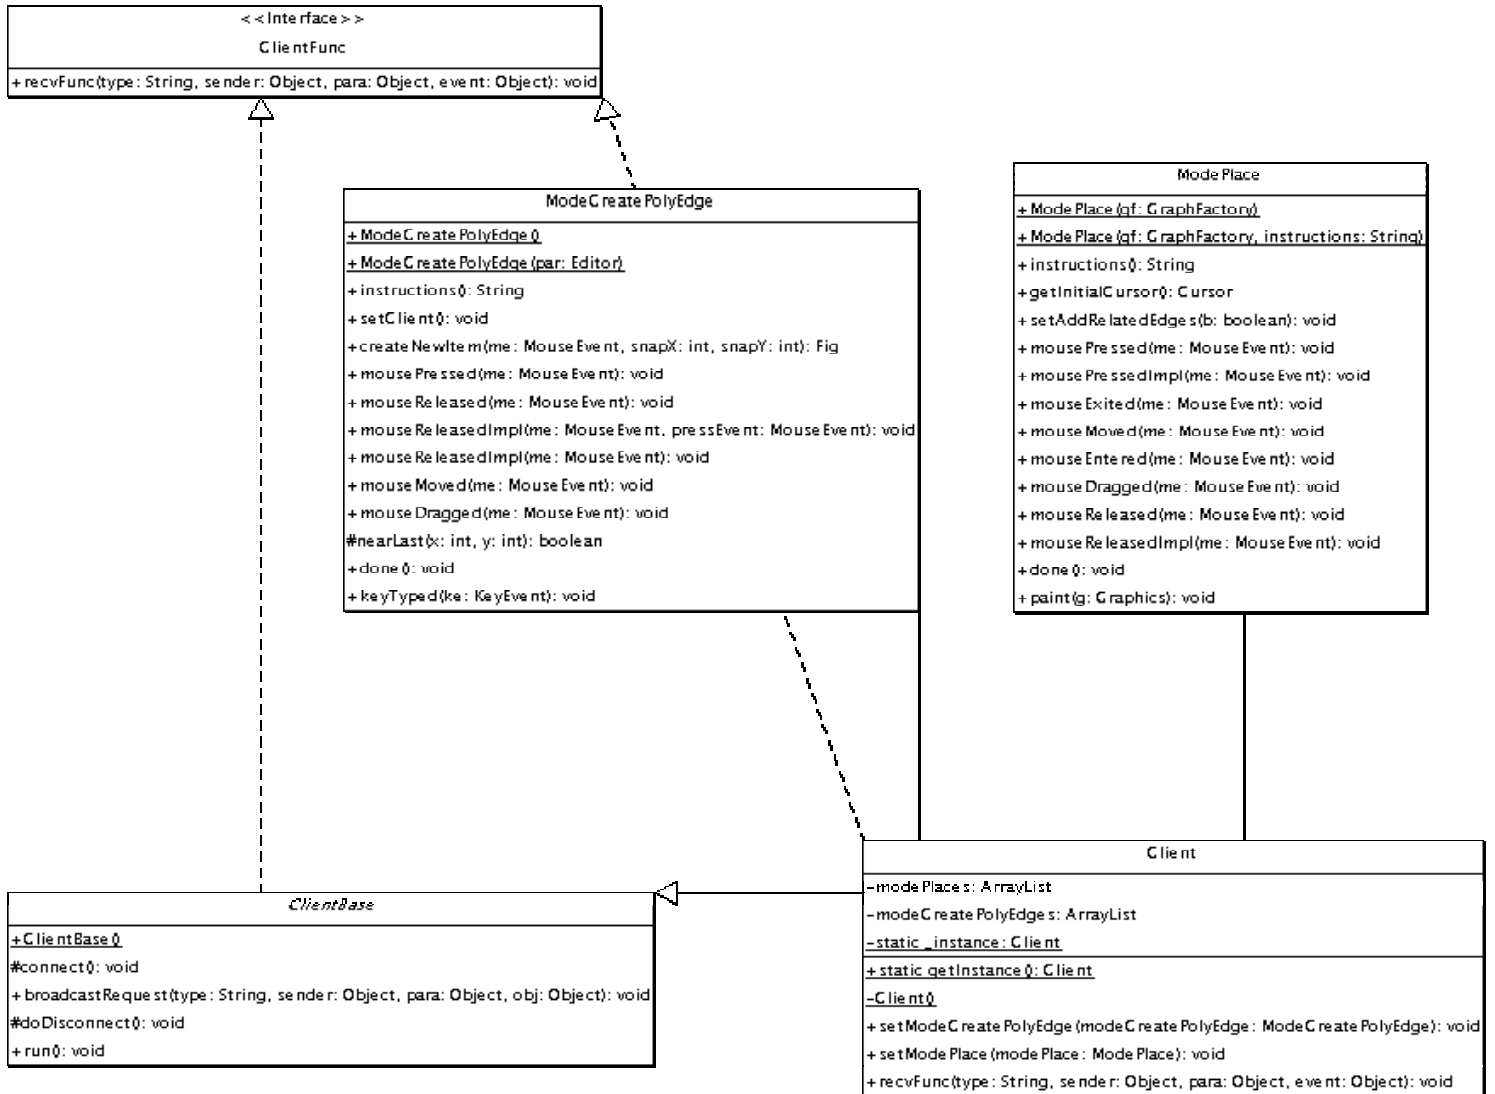 <<Interface>>
ClientFunc
+recvFunc(type: String, sender: Object, para: Object, event: Object): void
ModeCreatePolyEdge
+ModeCreatePolyEdge()
+ModeCreatePolyEdge(par: Editor)
+instructions(): String
+setClient(): void
+createNewItem(me: MouseEvent, snapX: int, snapY: int): Fig
+mousePressed(me: MouseEvent): void
+mouseReleased(me: MouseEvent): void
+mouseReleasedImpl(me: MouseEvent, pressEvent: MouseEvent): void
+mouseReleasedImpl(me: MouseEvent): void
+mouseMoved(me: MouseEvent): void
+mouseDragged(me: MouseEvent): void
#nearLast(x: int, y: int): boolean
+done(): void
+keyTyped(ke: KeyEvent): void
ModePlace
+ModePlace(gf: GraphFactory)
+ModePlace(gf: GraphFactory, instructions: String)
+instructions(): String
+getInitialCursor(): Cursor
+setAddRelatedEdges(b: boolean): void
+mousePressed(me: MouseEvent): void
+mousePressedImpl(me: MouseEvent): void
+mouseExited(me: MouseEvent): void
+mouseMoved(me: MouseEvent): void
+mouseEntered(me: MouseEvent): void
+mouseDragged(me: MouseEvent): void
+mouseReleased(me: MouseEvent): void
+mouseReleasedImpl(me: MouseEvent): void
+done(): void
+paint(g: Graphics): void
ClientBase
+ClientBase()
#connect(): void
+broadcastRequest(type: String, sender: Object, para: Object, obj: Object): void
#doDisconnect(): void
+run(): void
Client
-modePlaces: ArrayList
-modeCreatePolyEdges: ArrayList
-static _instance: Client
+static getInstance(): Client
-Client()
+setModeCreatePolyEdge(modeCreatePolyEdge: ModeCreatePolyEdge): void
+setModePlace(modePlace: ModePlace): void
+recvFunc(type: String, sender: Object, para: Object, event: Object): void